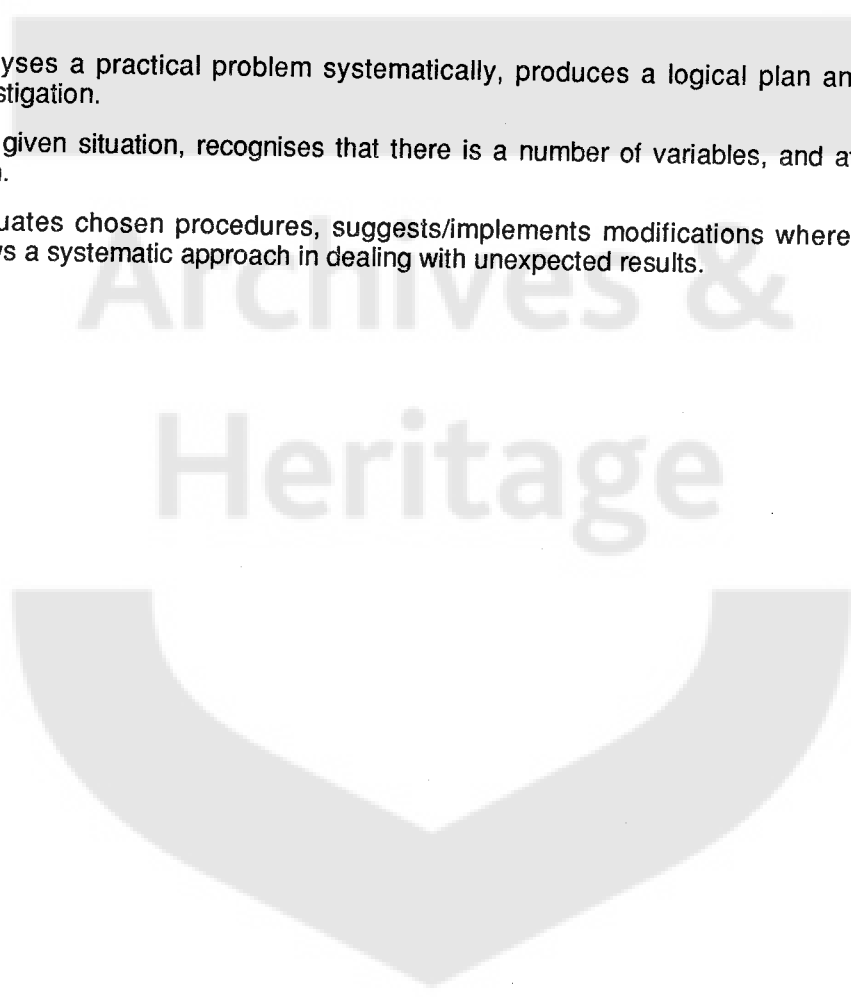 yses a practical problem systematically, produces a logical plan an
stigation.
given situation, recognises that there is a number of variables, and a
.
uates chosen procedures, suggests/implements modifications where
s a systematic approach in dealing with unexpected results.
Archives &
Heritage